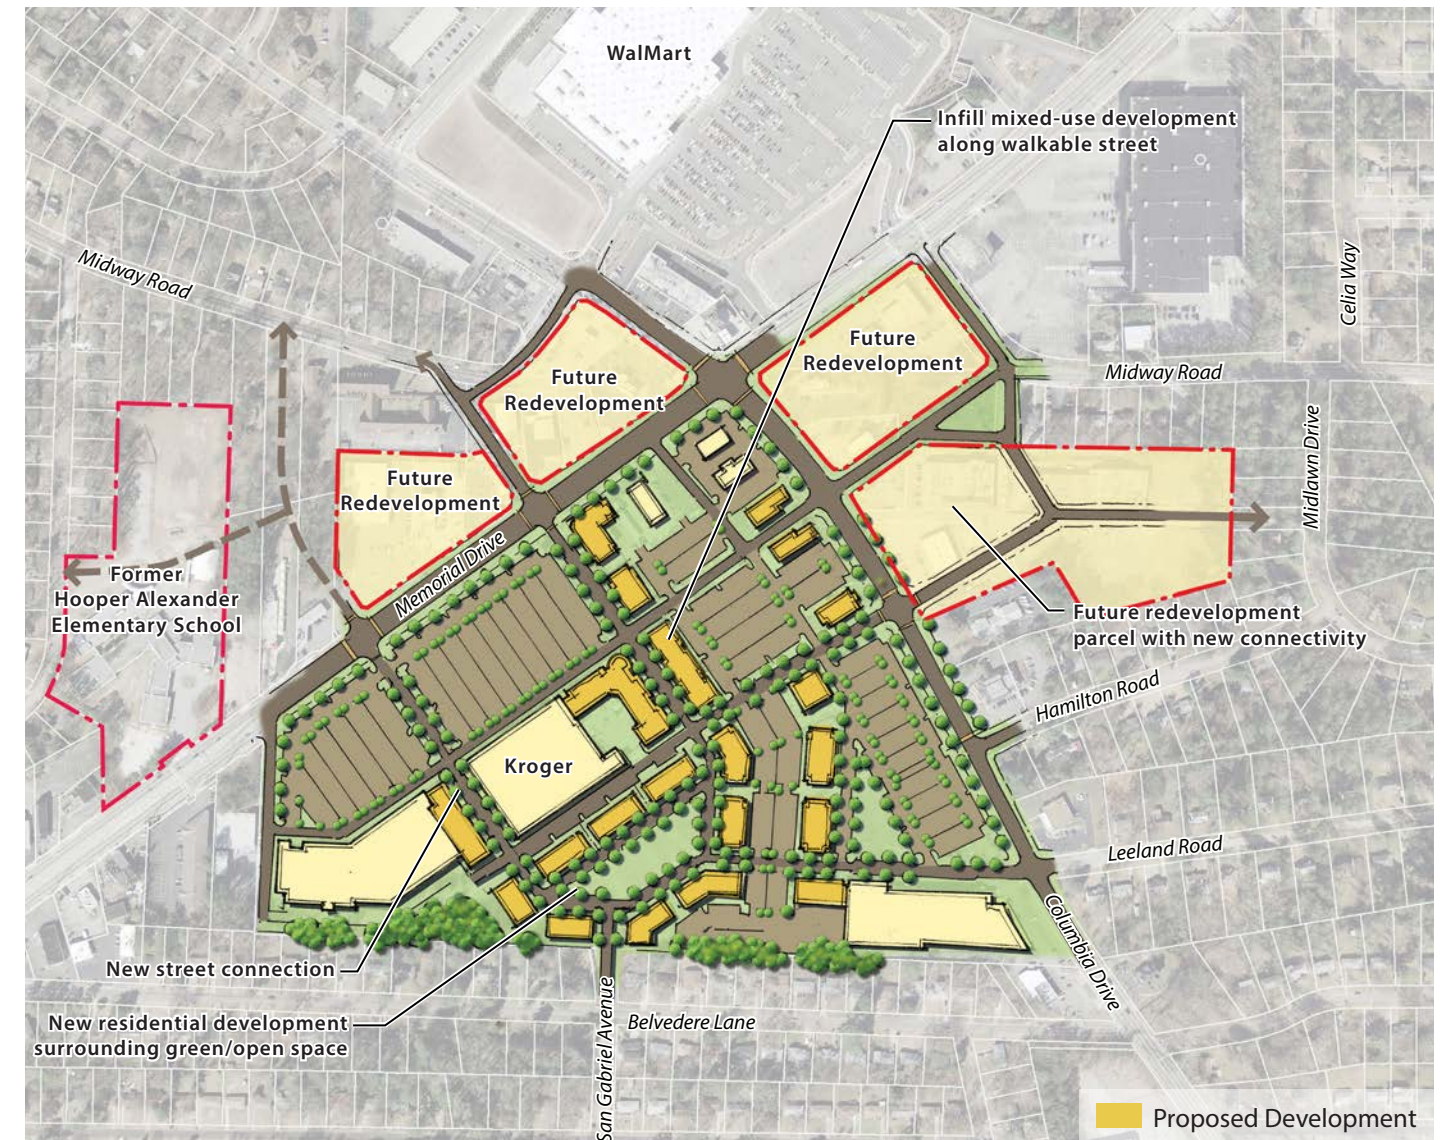 WalMart
Infill mixed-use development
along walkable street
Midway Road
Celia Way
Future
Redevelopment
Midway Road
Future
Redevelopment
Future
Redevelopment
Midlawn Drive
Memorial Drive
Former
Hooper Alexander
Elementary School
Future redevelopment
parcel with new connectivity
Hamilton Road
Kroger
Leeland Road
Columbia Drive
New street connection
New residential development
surrounding green/open space
San Gabriel Avenue
Belvedere Lane
Proposed Development